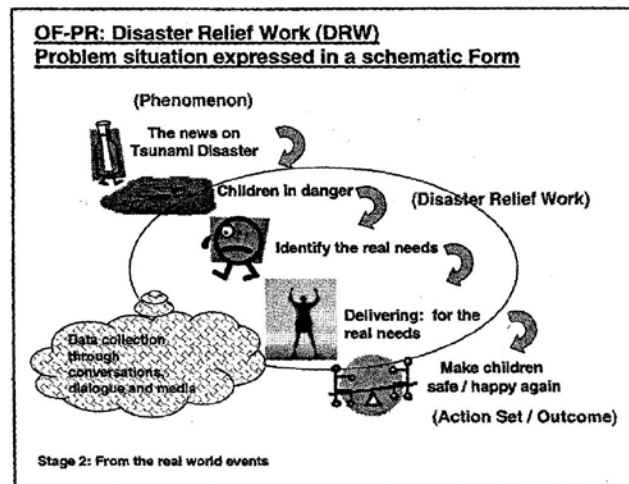 OF-PR: Disaster Relief Work (DRW)
Problem situation expressed in a schematic Form
(Phenomenon)
The news on
Tsunami Disaster
Children in danger
(Disaster Relief Work)
Identify the real needs
Delivering: for the
real needs
Data collection
through
conversations,
dialogue and media
Make children
safe / happy again
(Action Set / Outcome)
Stage 2: From the real world events